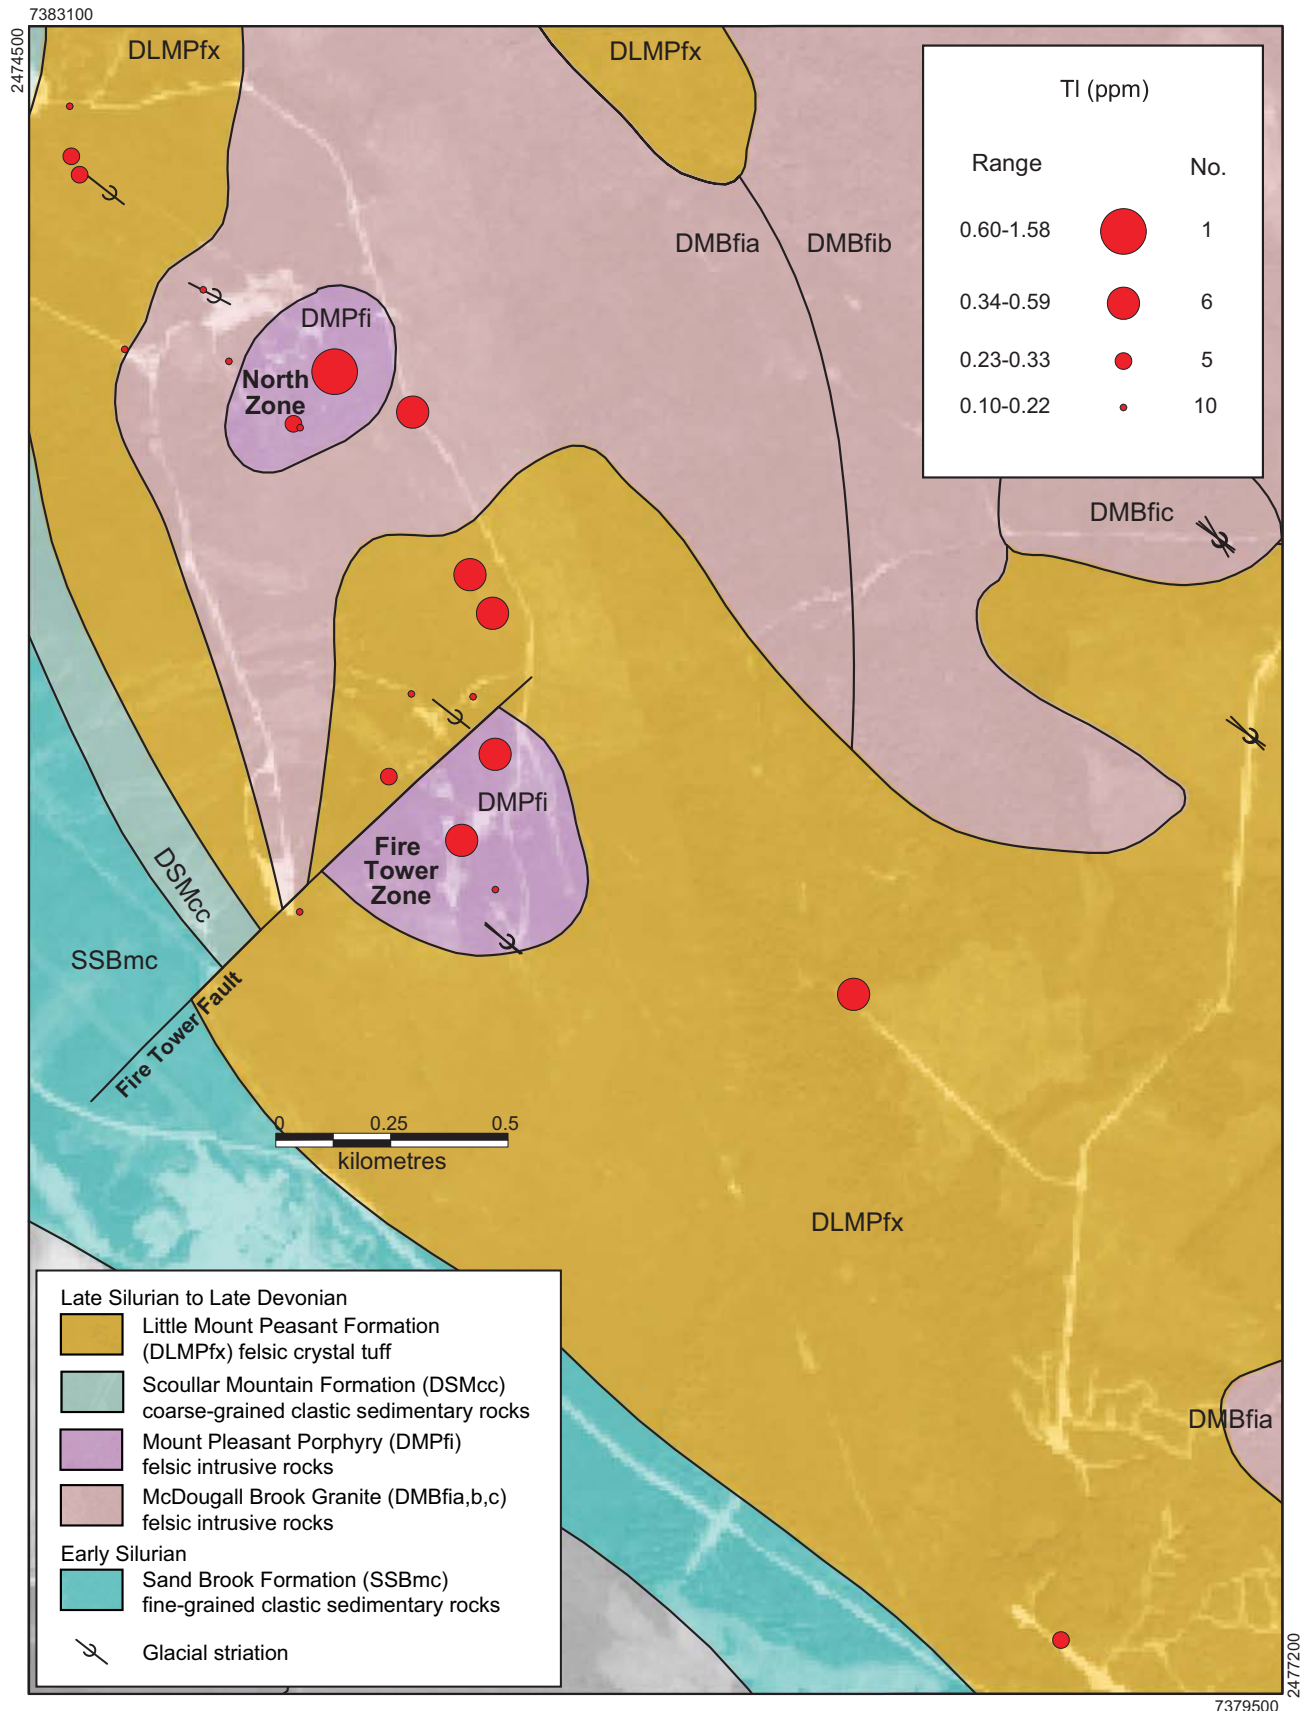 7383100
2474500
DLMPfx
DLMPfx
Tl (ppm)
Range No.
0.60-1.58 1
0.34-0.59 6
0.23-0.33 5
0.10-0.22 10
DMBfia
DMBfib
DMPfi
North
Zone
DMBfic
DMPfi
Fire
Tower
Zone
DSMcc
SSBmc
Fire Tower Fault
0 0.25 0.5
kilometres
DLMPfx
DMBfia
Late Silurian to Late Devonian
Little Mount Peasant Formation
(DLMPfx) felsic crystal tuff
Scoullar Mountain Formation (DSMcc)
coarse-grained clastic sedimentary rocks
Mount Pleasant Porphyry (DMPfi)
felsic intrusive rocks
McDougall Brook Granite (DMBfia,b,c)
felsic intrusive rocks
Early Silurian
Sand Brook Formation (SSBmc)
fine-grained clastic sedimentary rocks
Glacial striation
2477200
7379500